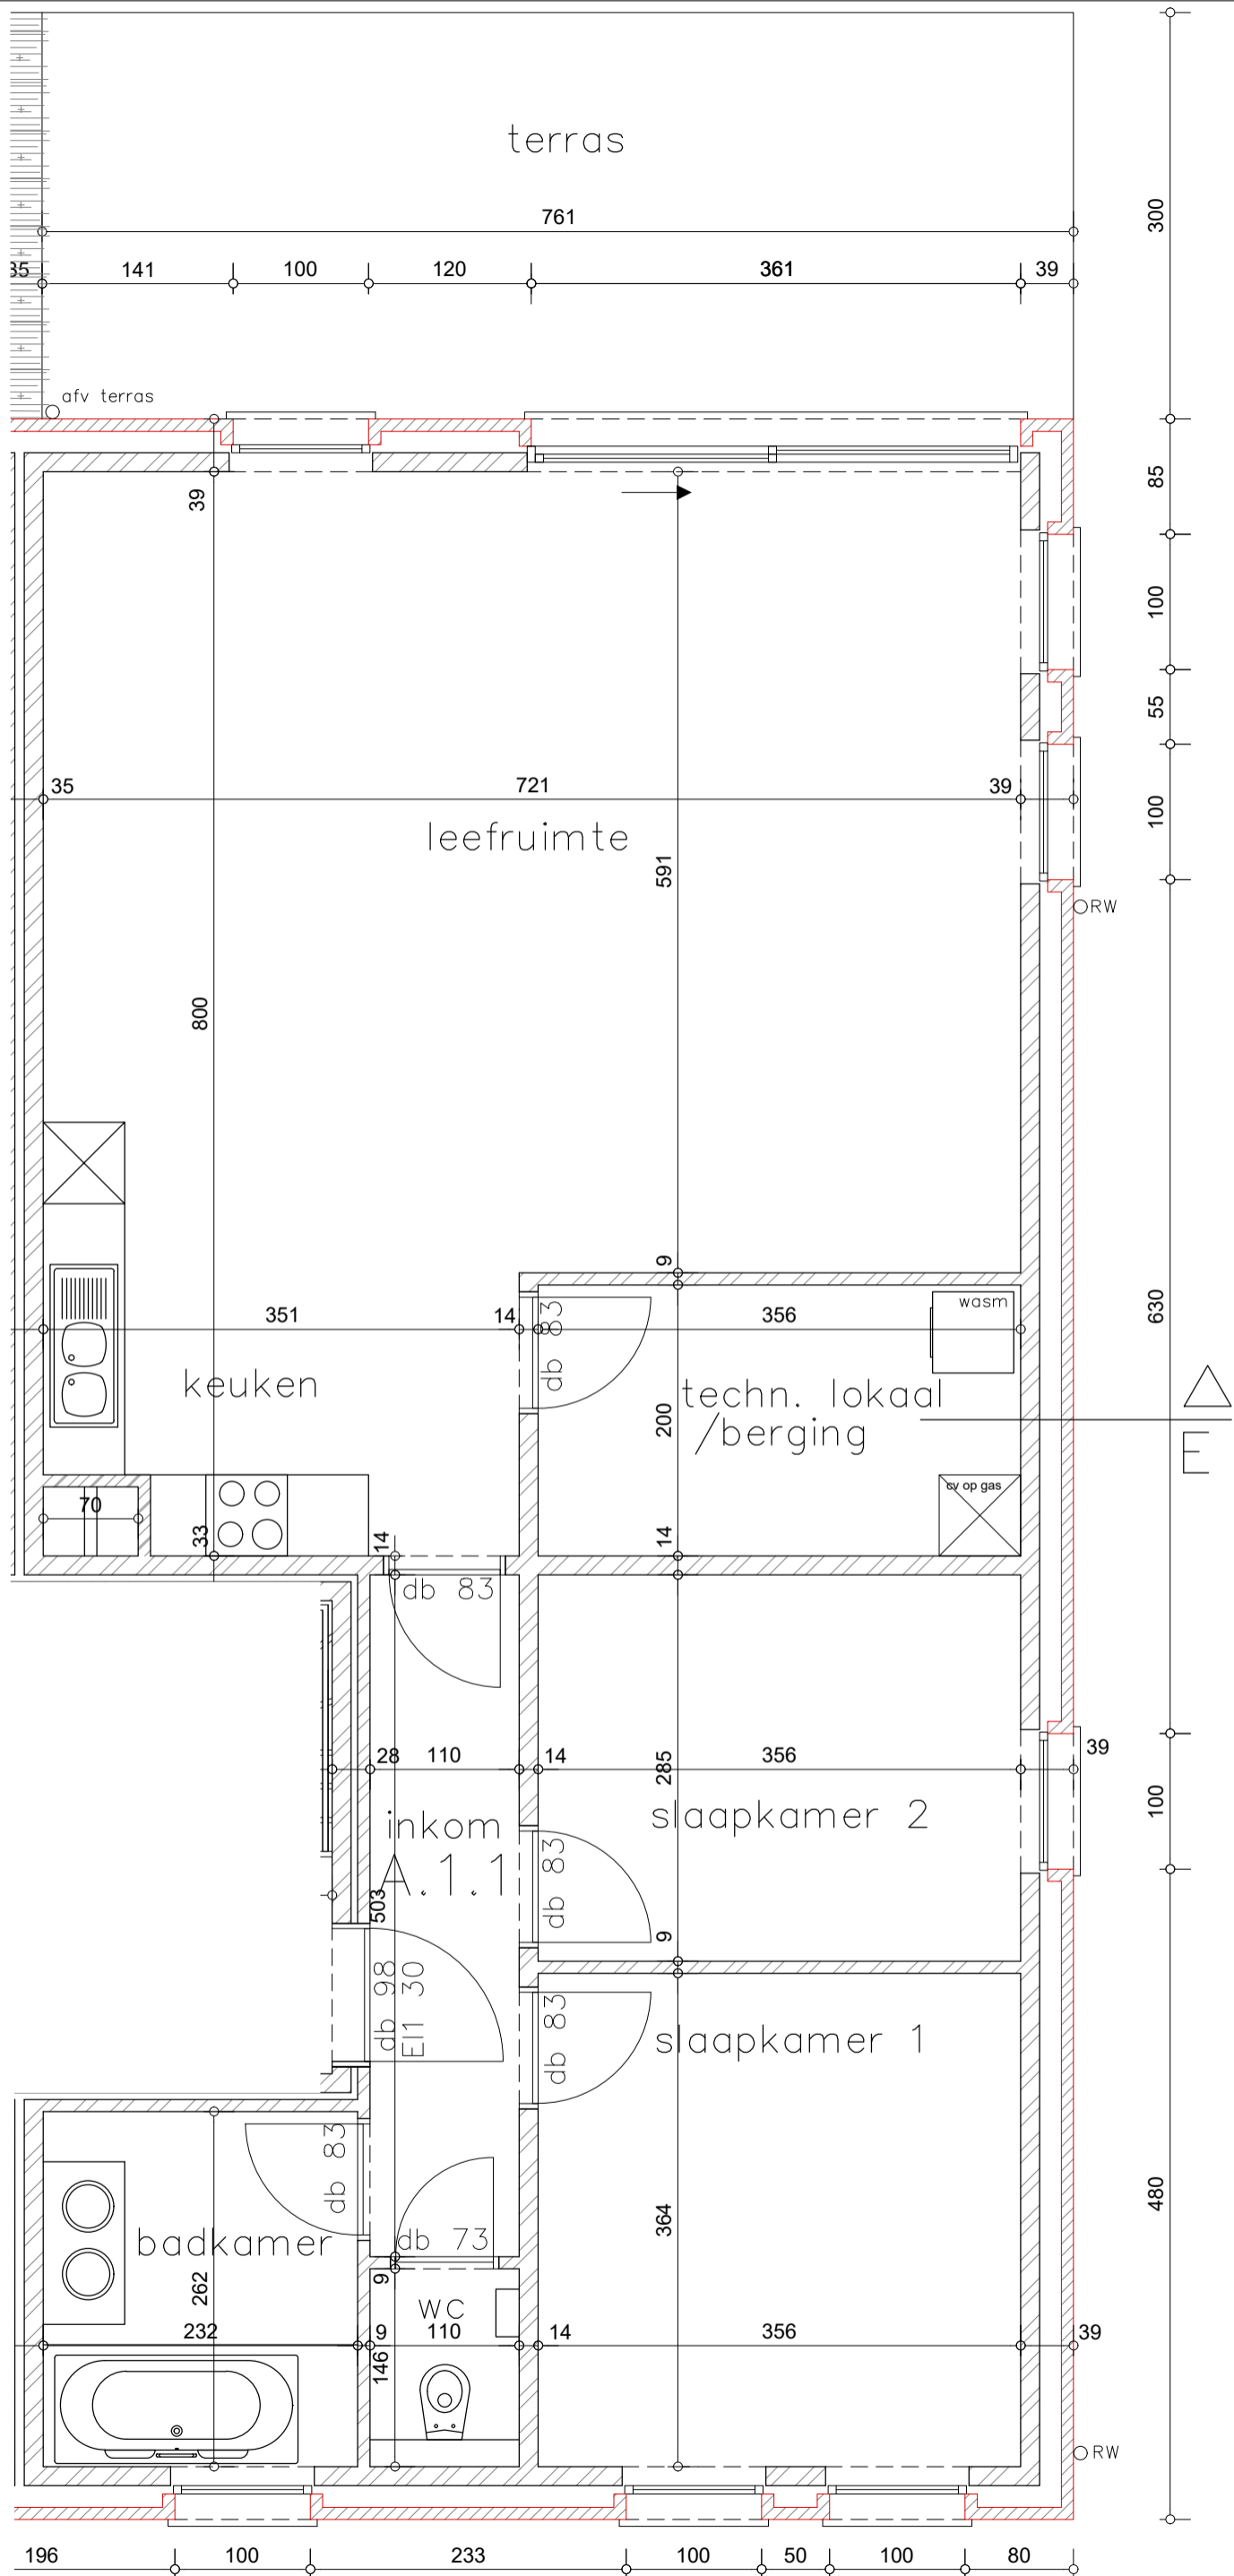 terras
300
761
35 141 100 120 361 39
afv terras
39
85
100
55
35 721 39
leefruimte
591
100
RW
800
9
wasm
351 14 db 83 356
630
keuken
techn. lokaal
/berging
200
E
cv op gas
70
33
14
14
db 83
28 110 14 285 356 39
100
inkom
A.1.1
slaapkamer 2
503
db 83
9
db 98
EI1 30
db 83
slaapkamer 1
db 83
364
480
badkamer
db 73
262
9
WC
232 9 110 14 356 39
146
RW
196 100 233 100 50 100 80